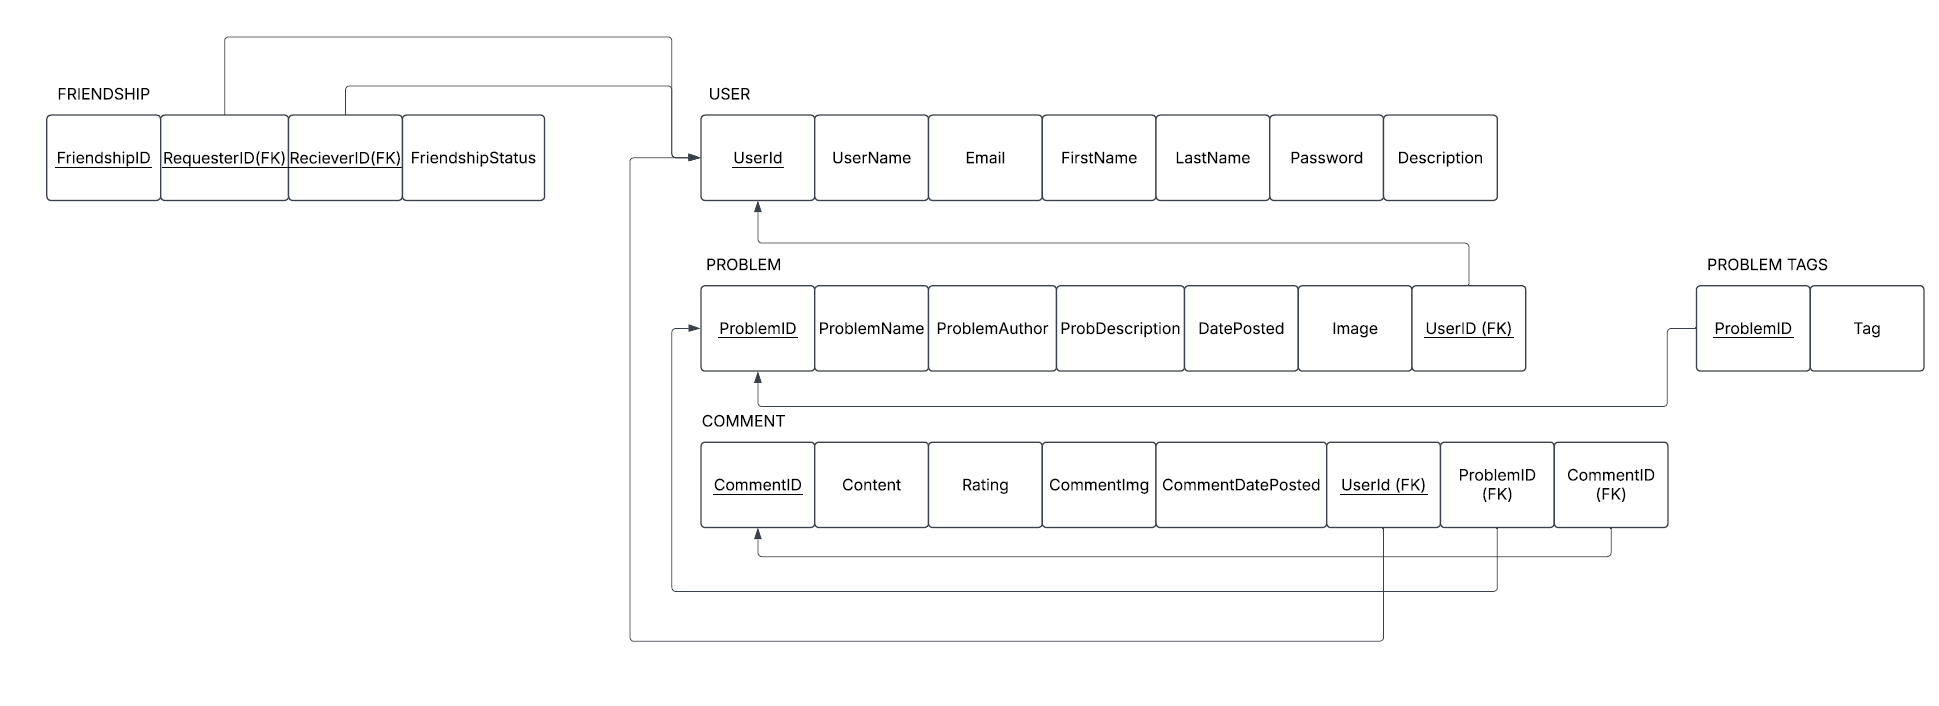 FRIENDSHIP
FriendshipID
RequesterID(FK)
RecieverID(FK)
FriendshipStatus
USER
UserId
UserName
Email
FirstName
LastName
Password
Description
PROBLEM
ProblemID
ProblemName
ProblemAuthor
ProbDescription
DatePosted
Image
UserID (FK)
PROBLEM TAGS
ProblemID
Tag
COMMENT
CommentID
Content
Rating
CommentImg
CommentDatePosted
UserId (FK)
ProblemID
(FK)
CommentID
(FK)